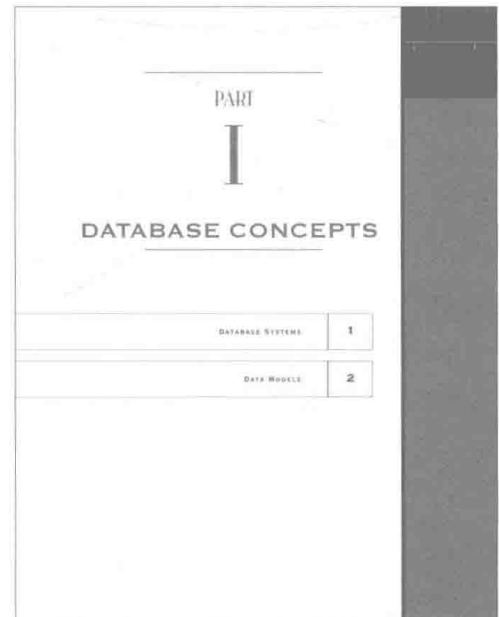 PART
I
DATABASE CONCEPTS
DATABASE SYSTEMS 1
DATA MODELS 2